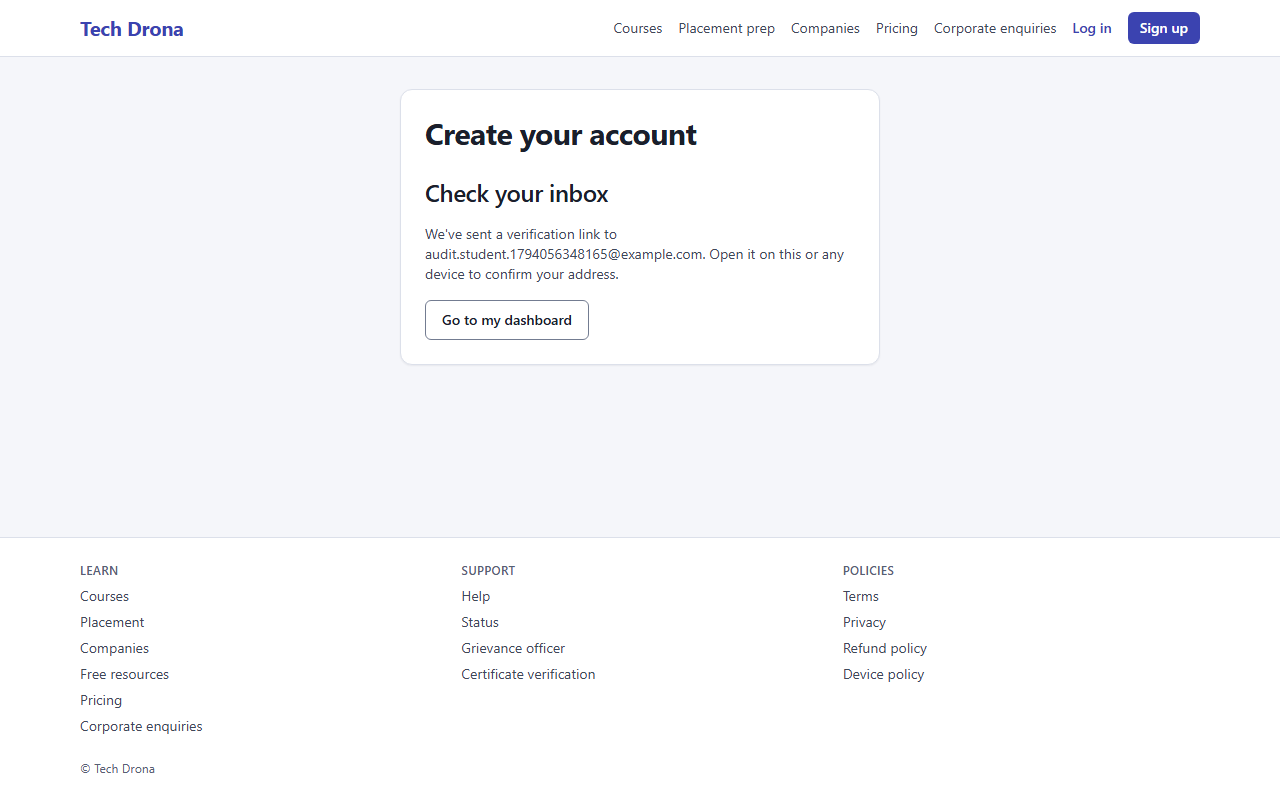 Tech Drona
Courses Placement prep Companies Pricing Corporate enquiries Log in Sign up
Create your account
Check your inbox
We've sent a verification link to
audit.student.1794056348165@example.com. Open it on this or any
device to confirm your address.
Go to my dashboard
LEARN
Courses
Placement
Companies
Free resources
Pricing
Corporate enquiries
SUPPORT
Help
Status
Grievance officer
Certificate verification
POLICIES
Terms
Privacy
Refund policy
Device policy
© Tech Drona